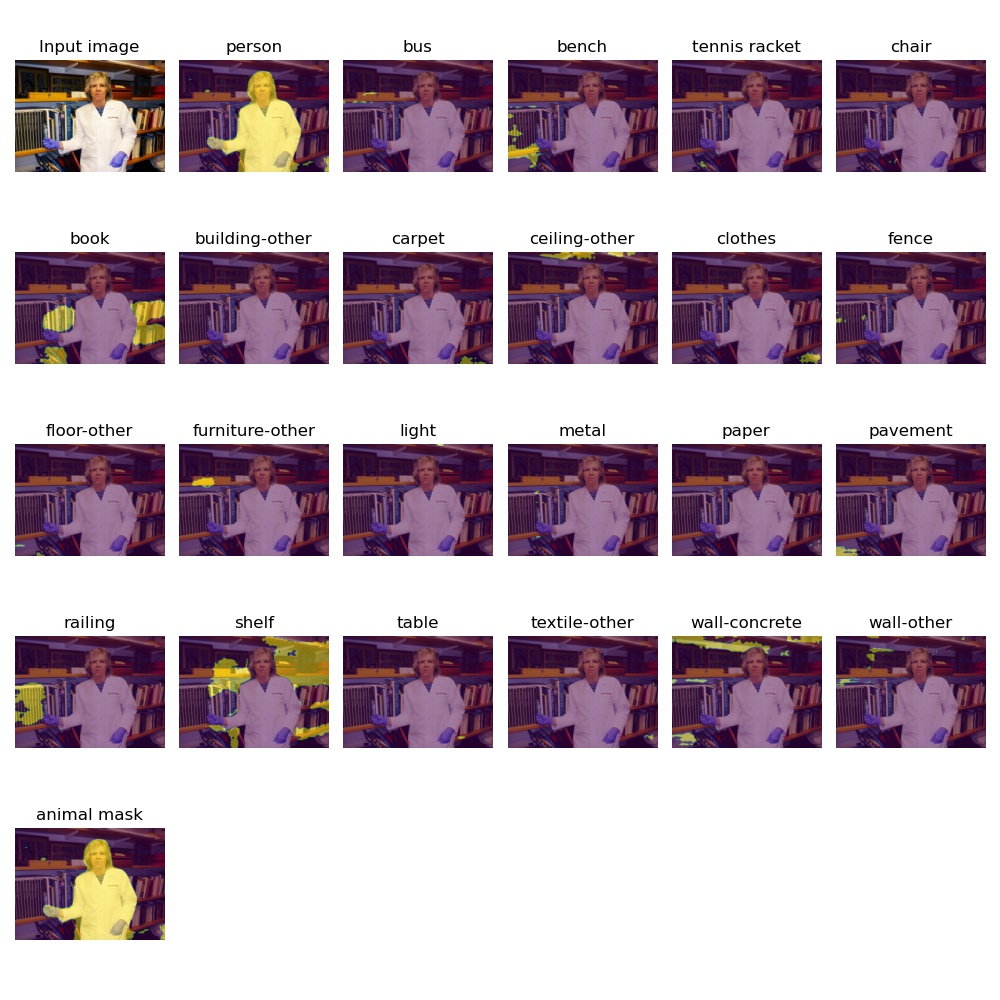 Input image
person
bus
bench
tennis racket
chair
book
building-other
carpet
ceiling-other
clothes
fence
floor-other
furniture-other
light
metal
paper
pavement
railing
shelf
table
textile-other
wall-concrete
wall-other
animal mask